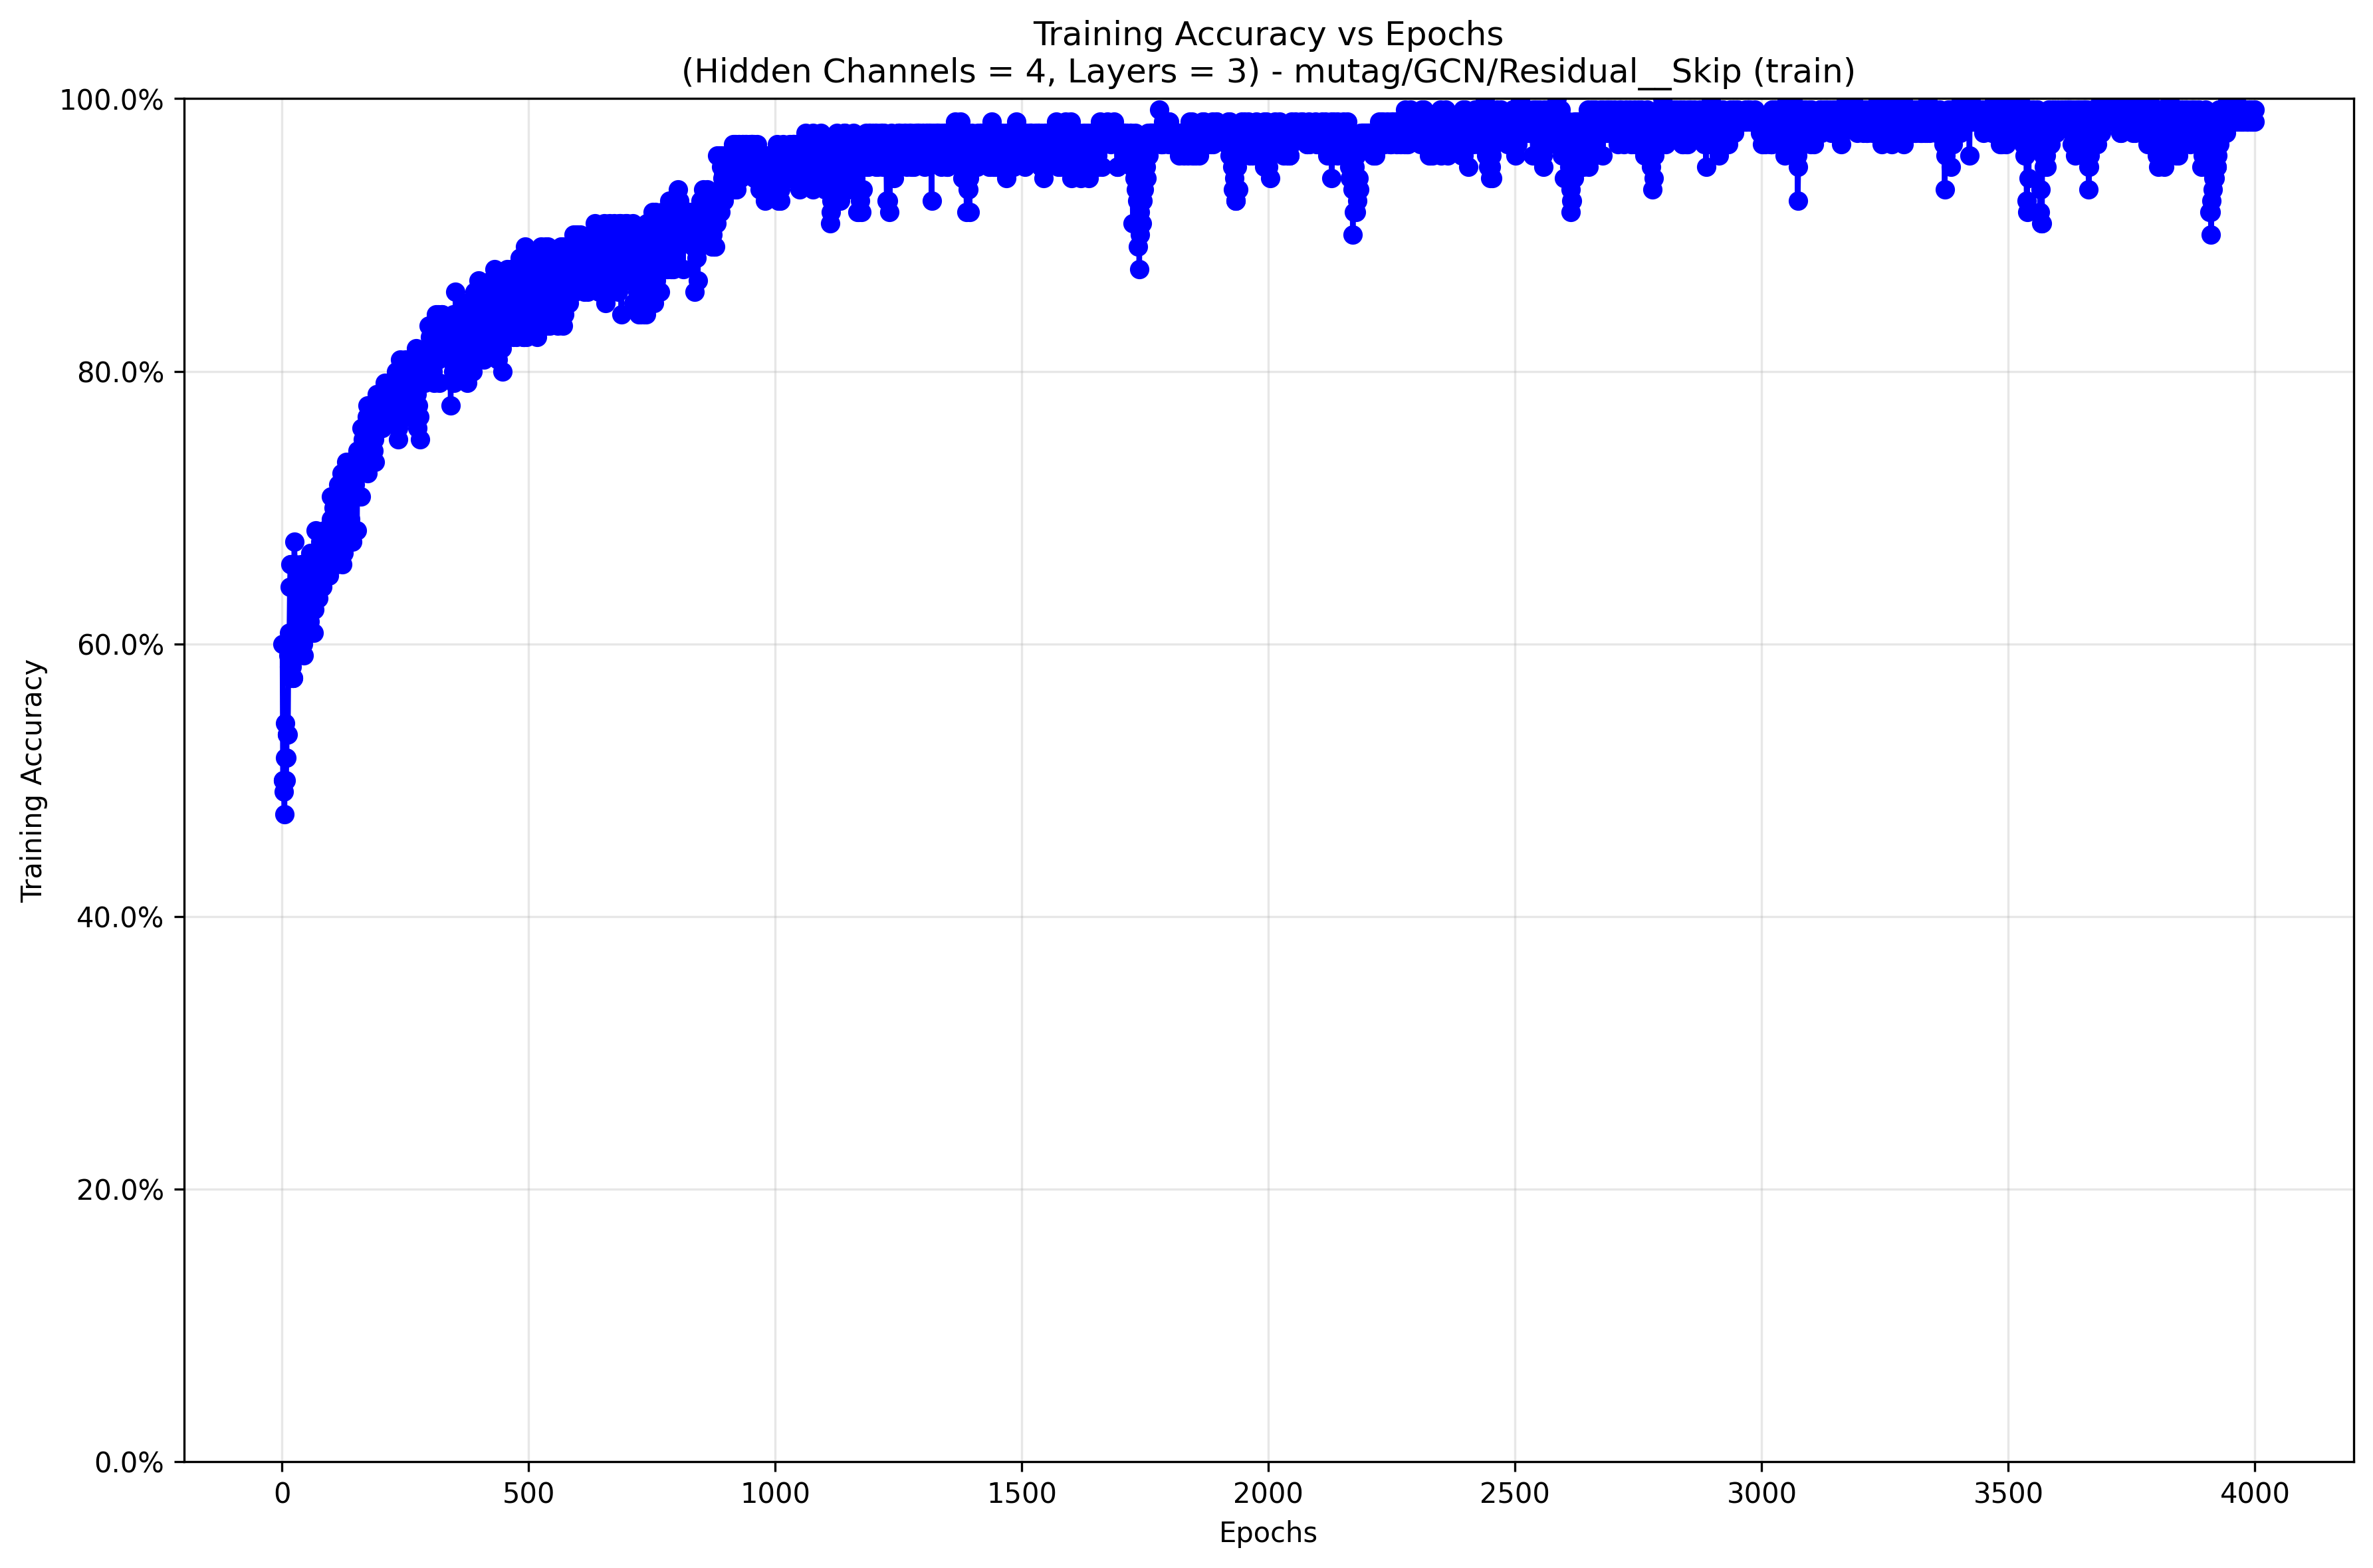 Training Accuracy vs Epochs
(Hidden Channels = 4, Layers = 3) - mutag/GCN/Residual__Skip (train)
100.0%
80.0%
60.0%
40.0%
20.0%
0.0%
Training Accuracy
0 500 1000 1500 2000 2500 3000 3500 4000
Epochs